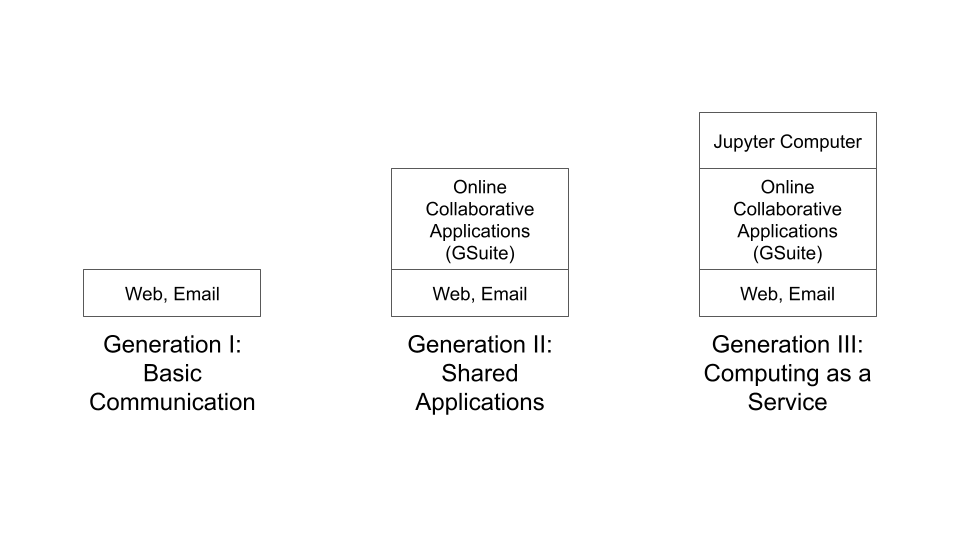 Web, Email
Generation I:
Basic
Communication
Online
Collaborative
Applications
(GSuite)
Web, Email
Generation II:
Shared
Applications
Jupyter Computer
Online
Collaborative
Applications
(GSuite)
Web, Email
Generation III:
Computing as a
Service